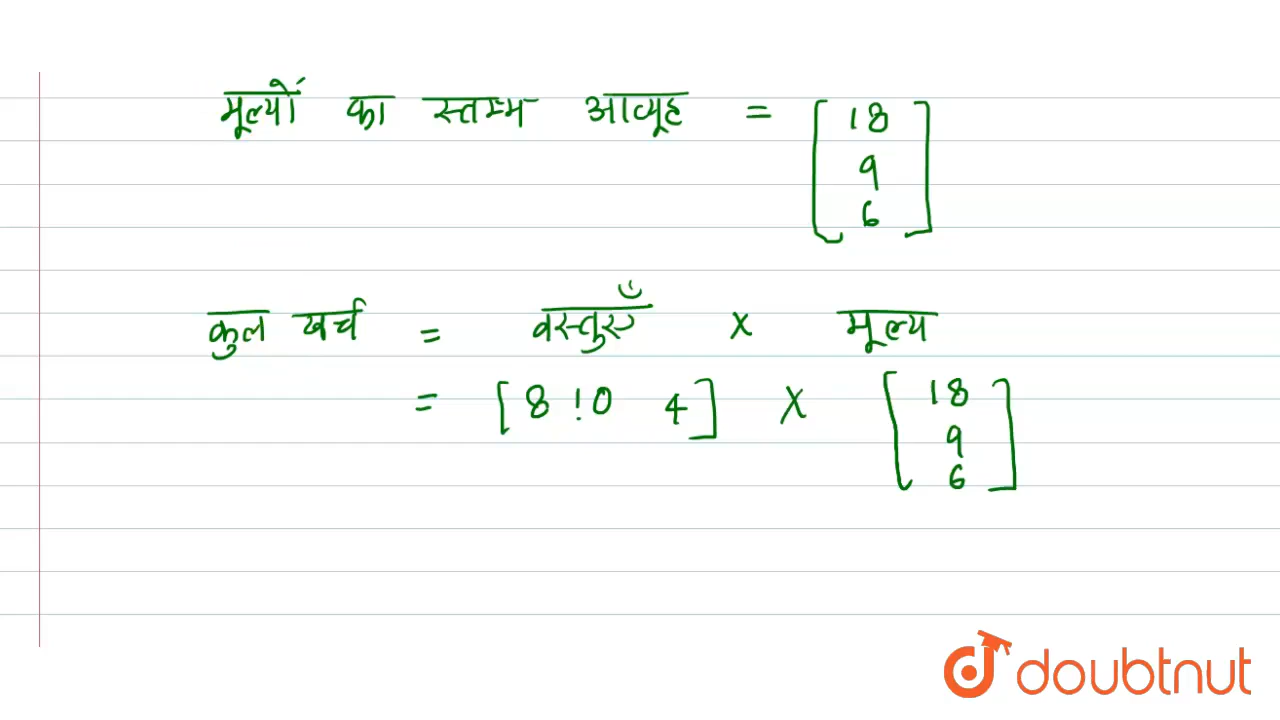 मूल्यों का स्तम्भ आव्यूह = [18
9
6]
कुल खर्च = वस्तुएँ x मूल्य
= [8 10 4] x [18
9
6]
doubtnut